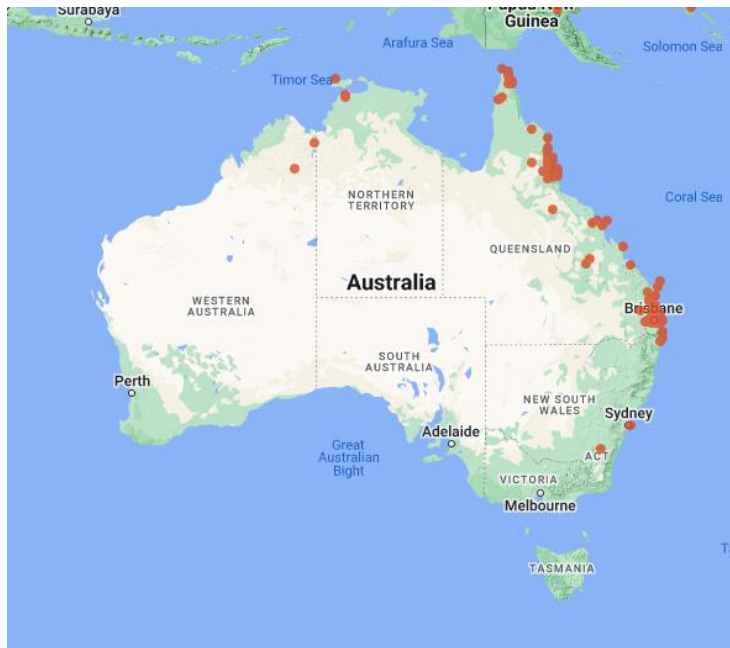 Surabaya
Guinea
Arafura Sea
Solomon Sea
Timor Sea
NORTHERN
TERRITORY
Coral Sea
QUEENSLAND
Australia
WESTERN
AUSTRALIA
Brisbane
SOUTH
AUSTRALIA
Perth
NEW SOUTH
WALES
Sydney
Adelaide
Great
Australian
Bight
ACT
VICTORIA
Melbourne
TASMANIA